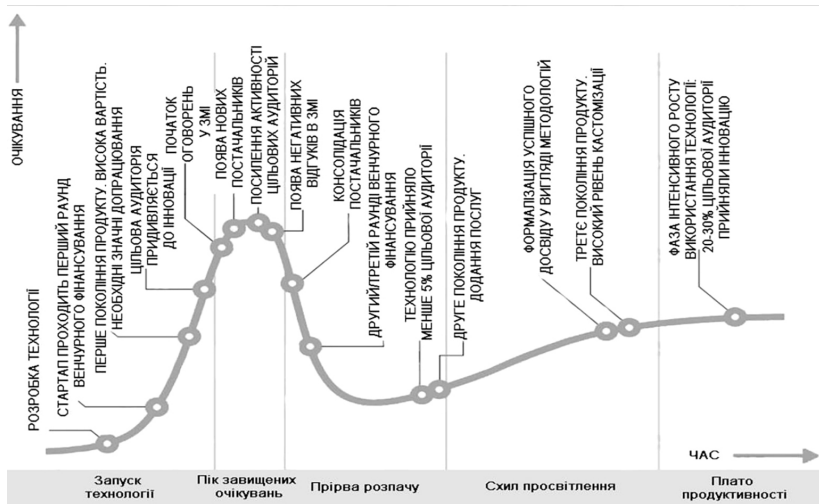 ОЧІКУВАННЯ
РОЗРОБКА ТЕХНОЛОГІЇ
СТАРТАП ПРОХОДИТЬ ПЕРШИЙ РАУНД
ВЕНЧУРНОГО ФІНАНСУВАННЯ
ПЕРШЕ ПОКОЛІННЯ ПРОДУКТУ. ВИСОКА ВАРТІСТЬ.
НЕОБХІДНІ ЗНАЧНІ ДОПРАЦЮВАННЯ
ЦІЛЬОВА АУДИТОРІЯ
ПРИДИВЛЯЄТЬСЯ
ДО ІННОВАЦІЇ
ПОЧАТОК
ОГОВОРЕНЬ
У ЗМІ
ПОЯВА НОВИХ
ПОСТАЧАЛЬНИКІВ
ПОСИЛЕННЯ АКТИВНОСТІ
ЦІЛЬОВИХ АУДИТОРІЙ
ПОЯВА НЕГАТИВНИХ
ВІДГУКІВ В ЗМІ
КОНСОЛІДАЦІЯ
ПОСТАЧАЛЬНИКІВ
ДРУГИЙ/ТРЕТІЙ РАУНДІ ВЕНЧУРНОГО
ФІНАНСУВАННЯ
ТЕХНОЛОГІЮ ПРИЙНЯЛО
МЕНШЕ 5% ЦІЛЬОВОЇ АУДИТОРІЇ
ДРУГЕ ПОКОЛІННЯ ПРОДУКТУ.
ДОДАННЯ ПОСЛУГ
ФОРМАЛІЗАЦІЯ УСПІШНОГО
ДОСВІДУ У ВИГЛЯДІ МЕТОДОЛОГІЙ
ТРЕТЄ ПОКОЛІННЯ ПРОДУКТУ.
ВИСОКИЙ РІВЕНЬ КАСТОМІЗАЦІЇ
ФАЗА ІНТЕНСИВНОГО РОСТУ
ВИКОРИСТАННЯ ТЕХНОЛОГІЇ:
20-30% ЦІЛЬОВОЇ АУДИТОРІЇ
ПРИЙНЯЛИ ІННОВАЦІЮ
ЧАС
Запуск
технології
Пік завищених
очікувань
Прірва розпачу
Схил просвітлення
Плато
продуктивності